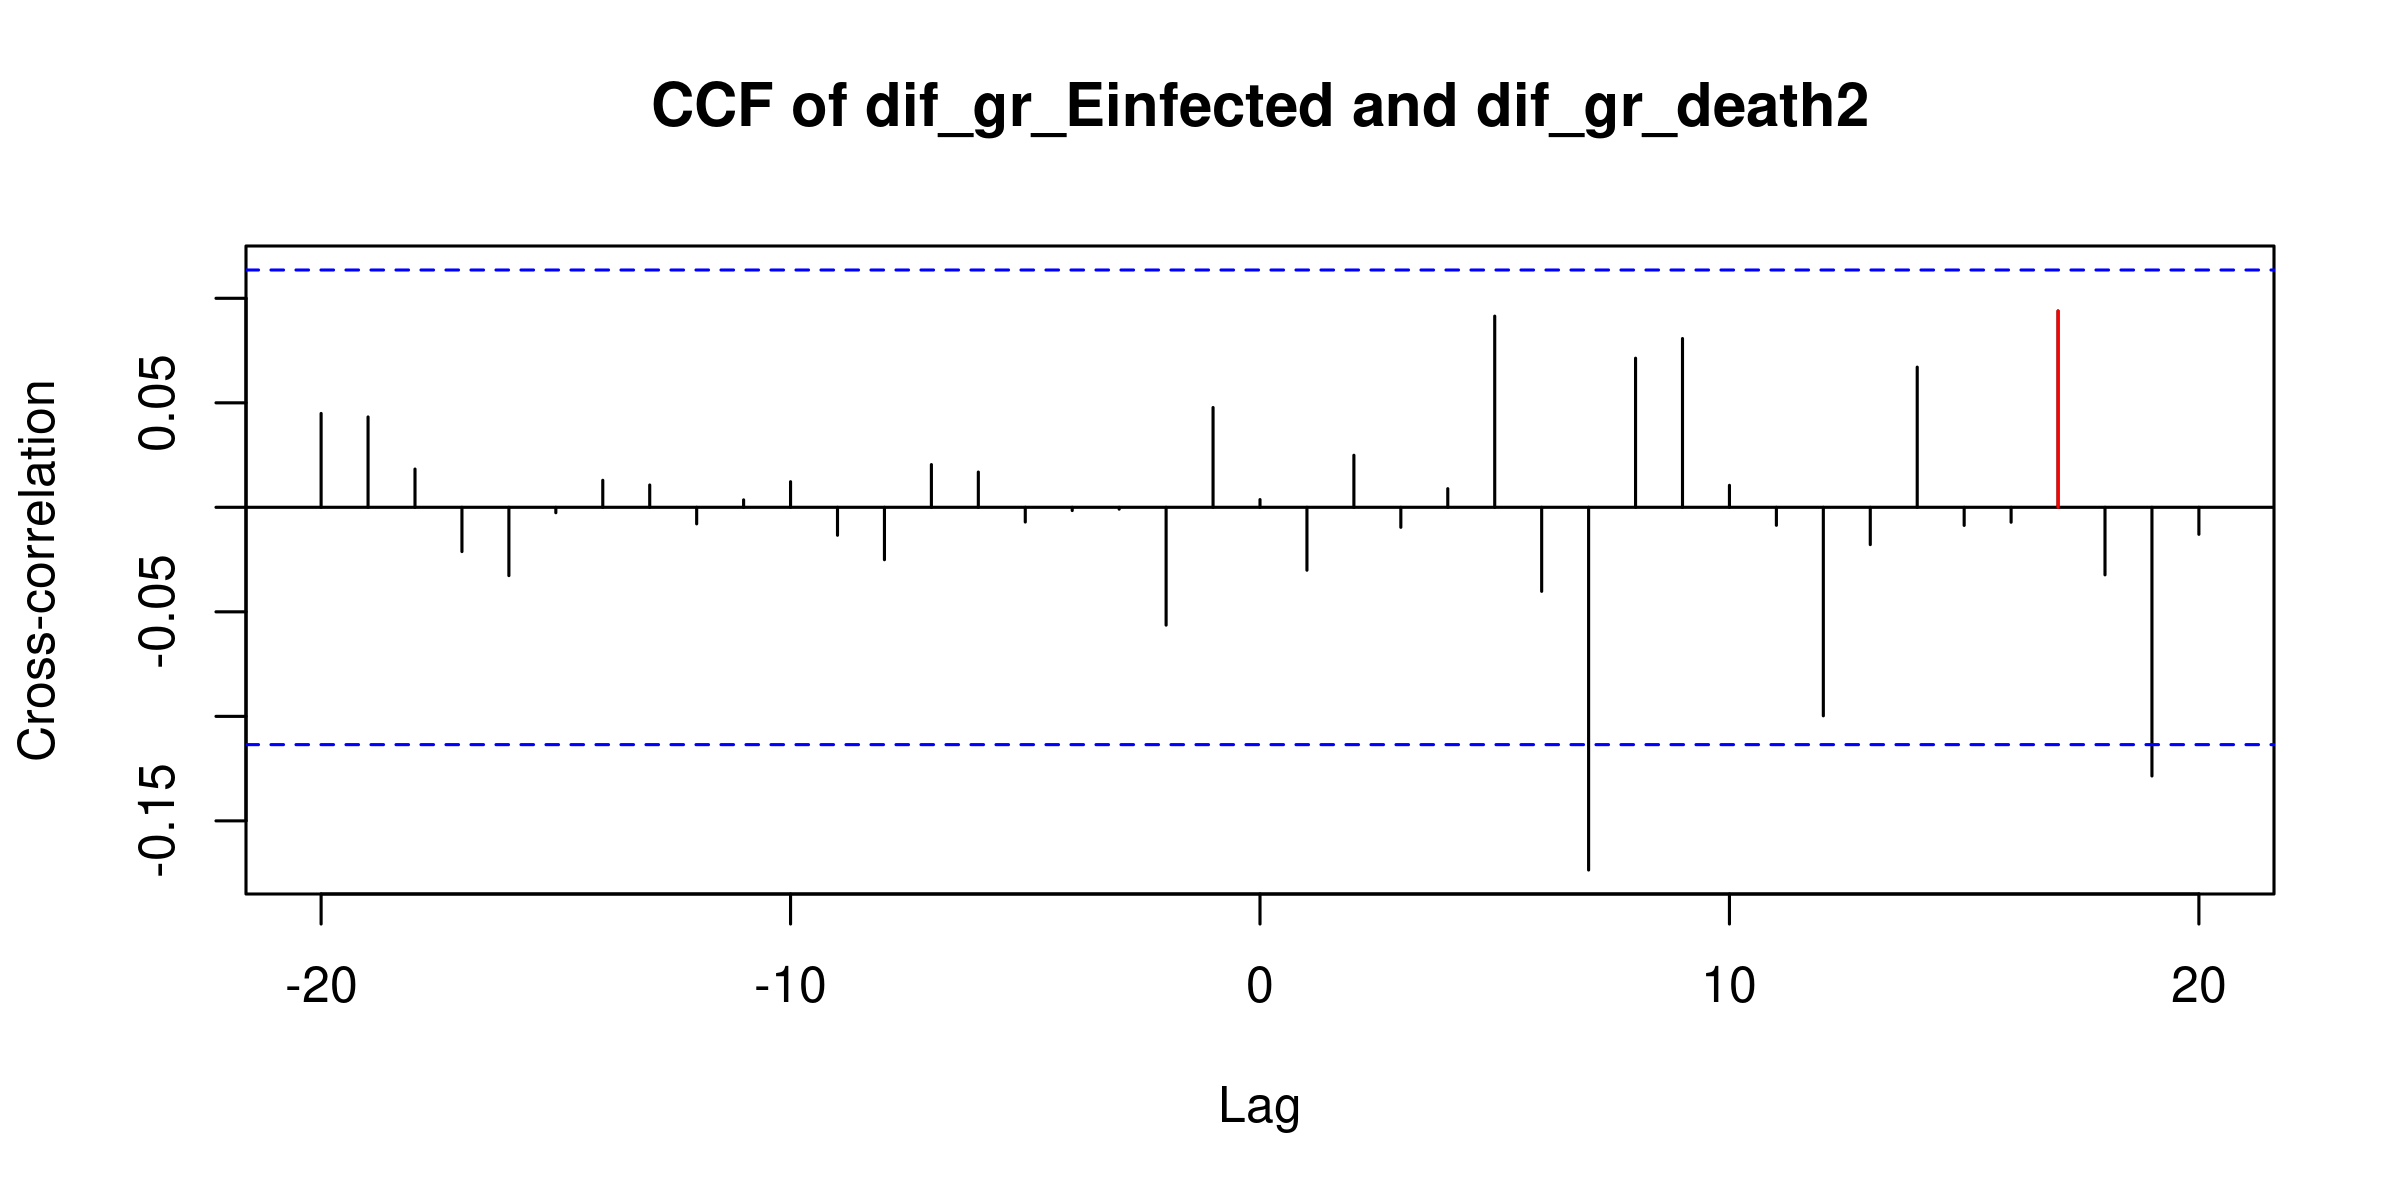 CCF of dif_gr_Einfected and dif_gr_death2
Cross-correlation
0.05
-0.05
-0.15
-20 -10 0 10 20
Lag